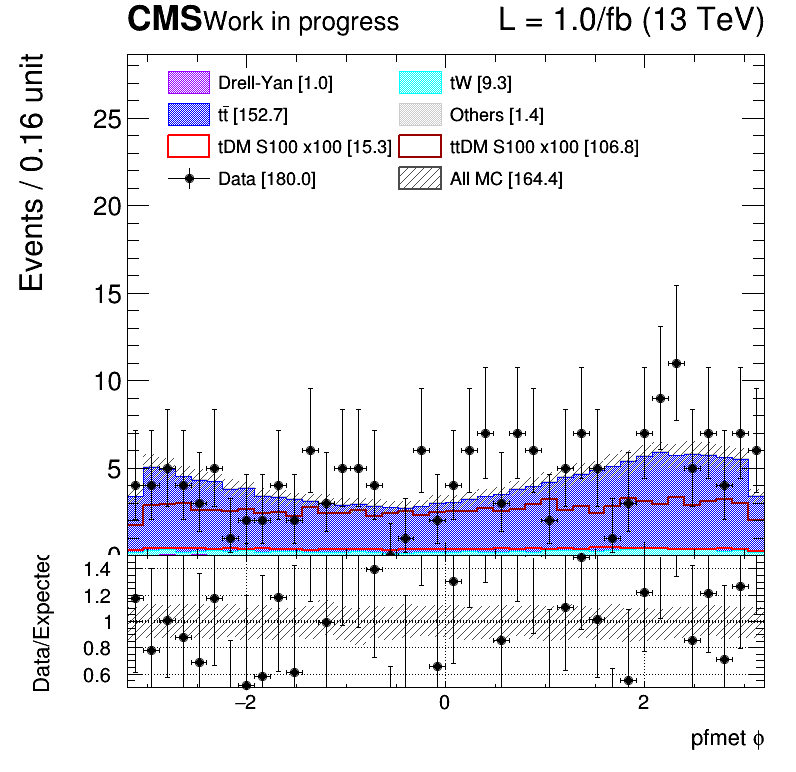 CMS Work in progress L = 1.0/fb (13 TeV)
Drell-Yan [1.0] tW [9.3]
tt̄ [152.7] Others [1.4]
tDM S100 x100 [15.3] ttDM S100 x100 [106.8]
Data [180.0] All MC [164.4]
Events / 0.16 unit
25
20
15
10
5
0
Data/Expected
1.4
1.2
1
0.8
0.6
−2 0 2
pfmet ϕ